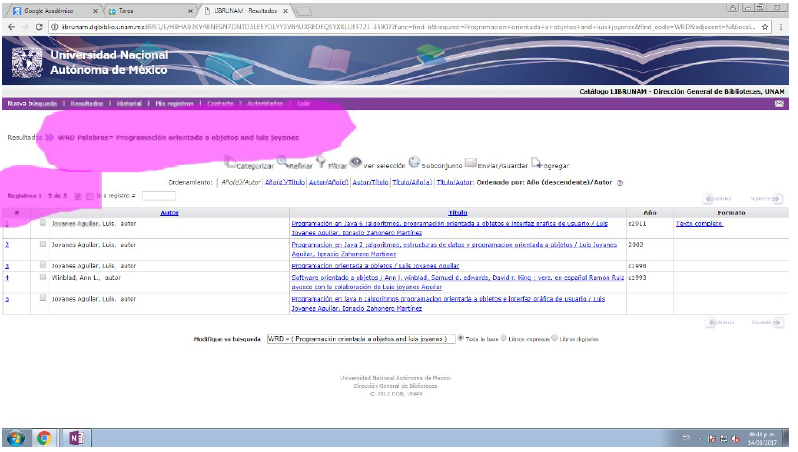 Google Académico
Tarea
LIBRUNAM - Resultados
librunam.dgbiblio.unam.mx:8991/F/
Universidad Nacional
Autónoma de México
Catálogo LIBRUNAM - Dirección General de Bibliotecas, UNAM
Nueva búsqueda | Resultados | Historial | Mis registros | Contacto | Autoridades | Salir
Resultados WRD Palabras= Programación orientada a objetos and luis joyanes
Categorizar Refinar Filtrar Ver selección Subconjunto Enviar/Guardar Agregar
Ordenamiento: Año(d)/Autor Año(d)/Título Autor/Año(d) Autor/Título Título/Año(a) Título/Autor: Ordenado por: Año (descendente)/Autor
Registros 1 - 5 de 5 Ir a registro #
Anterior Siguiente
# Autor Título Año Formato
1 Joyanes Aguilar, Luis, autor Programación en Java 6 :algoritmos, programación orientada a objetos e interfaz gráfica de usuario / Luis c2011 Texto completo
Joyanes Aguilar, Ignacio Zahonero Martínez
2 Joyanes Aguilar, Luis, autor Programación en Java 2 :algoritmos, estructuras de datos y programacion orientada a objetos / Luis Joyanes 2002
Aguilar, Ignacio Zahonero Martínez
3 Joyanes Aguilar, Luis, autor Programacion orientada a objetos / Luis Joyanes Aguilar c1998
4 Winblad, Ann L., autor Software orientado a objetos / Ann L. Winblad, Samuel d. edwards, David r. King ; vers. en español Ramón Ruiz c1993
ayusco con la colaboración de Luis joyanes Aguilar
5 Joyanes Aguilar, Luis, autor Programación en Java 6 :algoritmos programacion orientada a objetos e interfaz gráfica de usuario / Luis
Joyanes Aguilar, Ignacio Zahonero Martínez
Anterior Siguiente
Modifique su búsqueda WRD = ( Programación orientada a objetos and luis joyanes ) Toda la base Libros impresos Libros digitales
Universidad Nacional Autónoma de México
Dirección General de Bibliotecas
© 2012 DGB, UNAM
ES 06:48 p.m.
14/08/2017